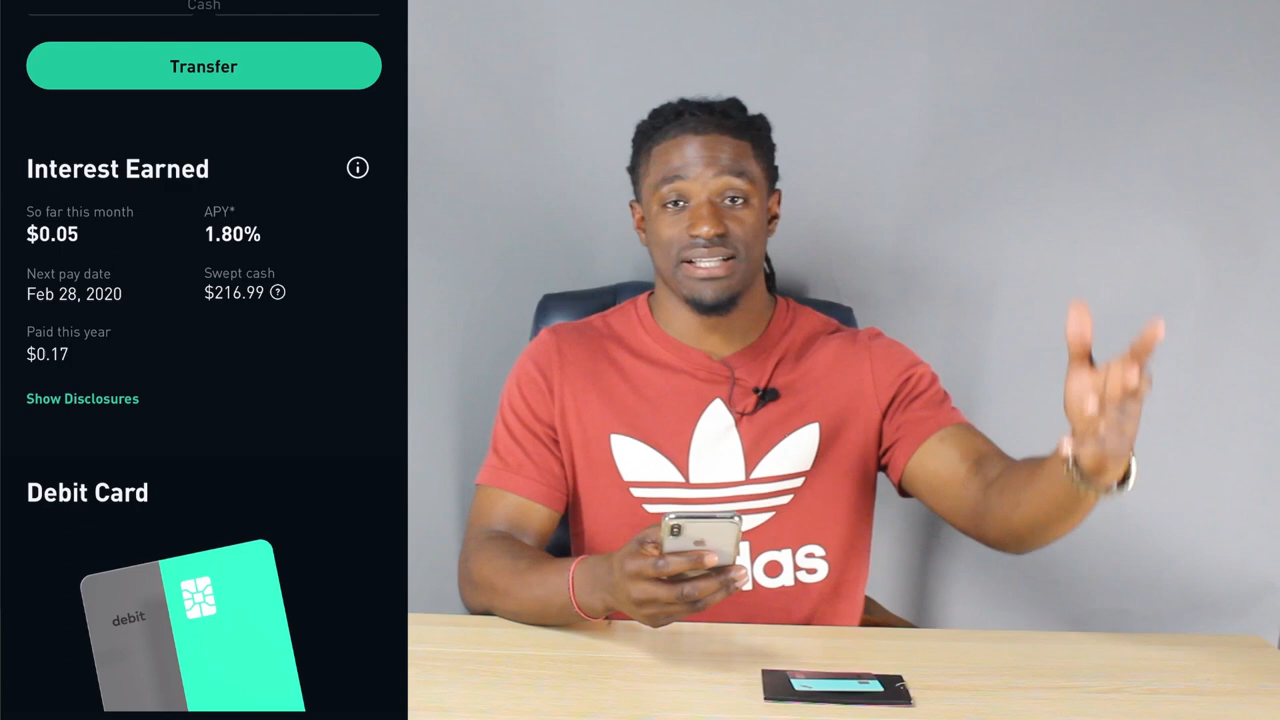 Cash
Transfer
Interest Earned
So far this month
$0.05
APY*
1.80%
Next pay date
Feb 28, 2020
Swept cash
$216.99
Paid this year
$0.17
Show Disclosures
Debit Card
debit
das